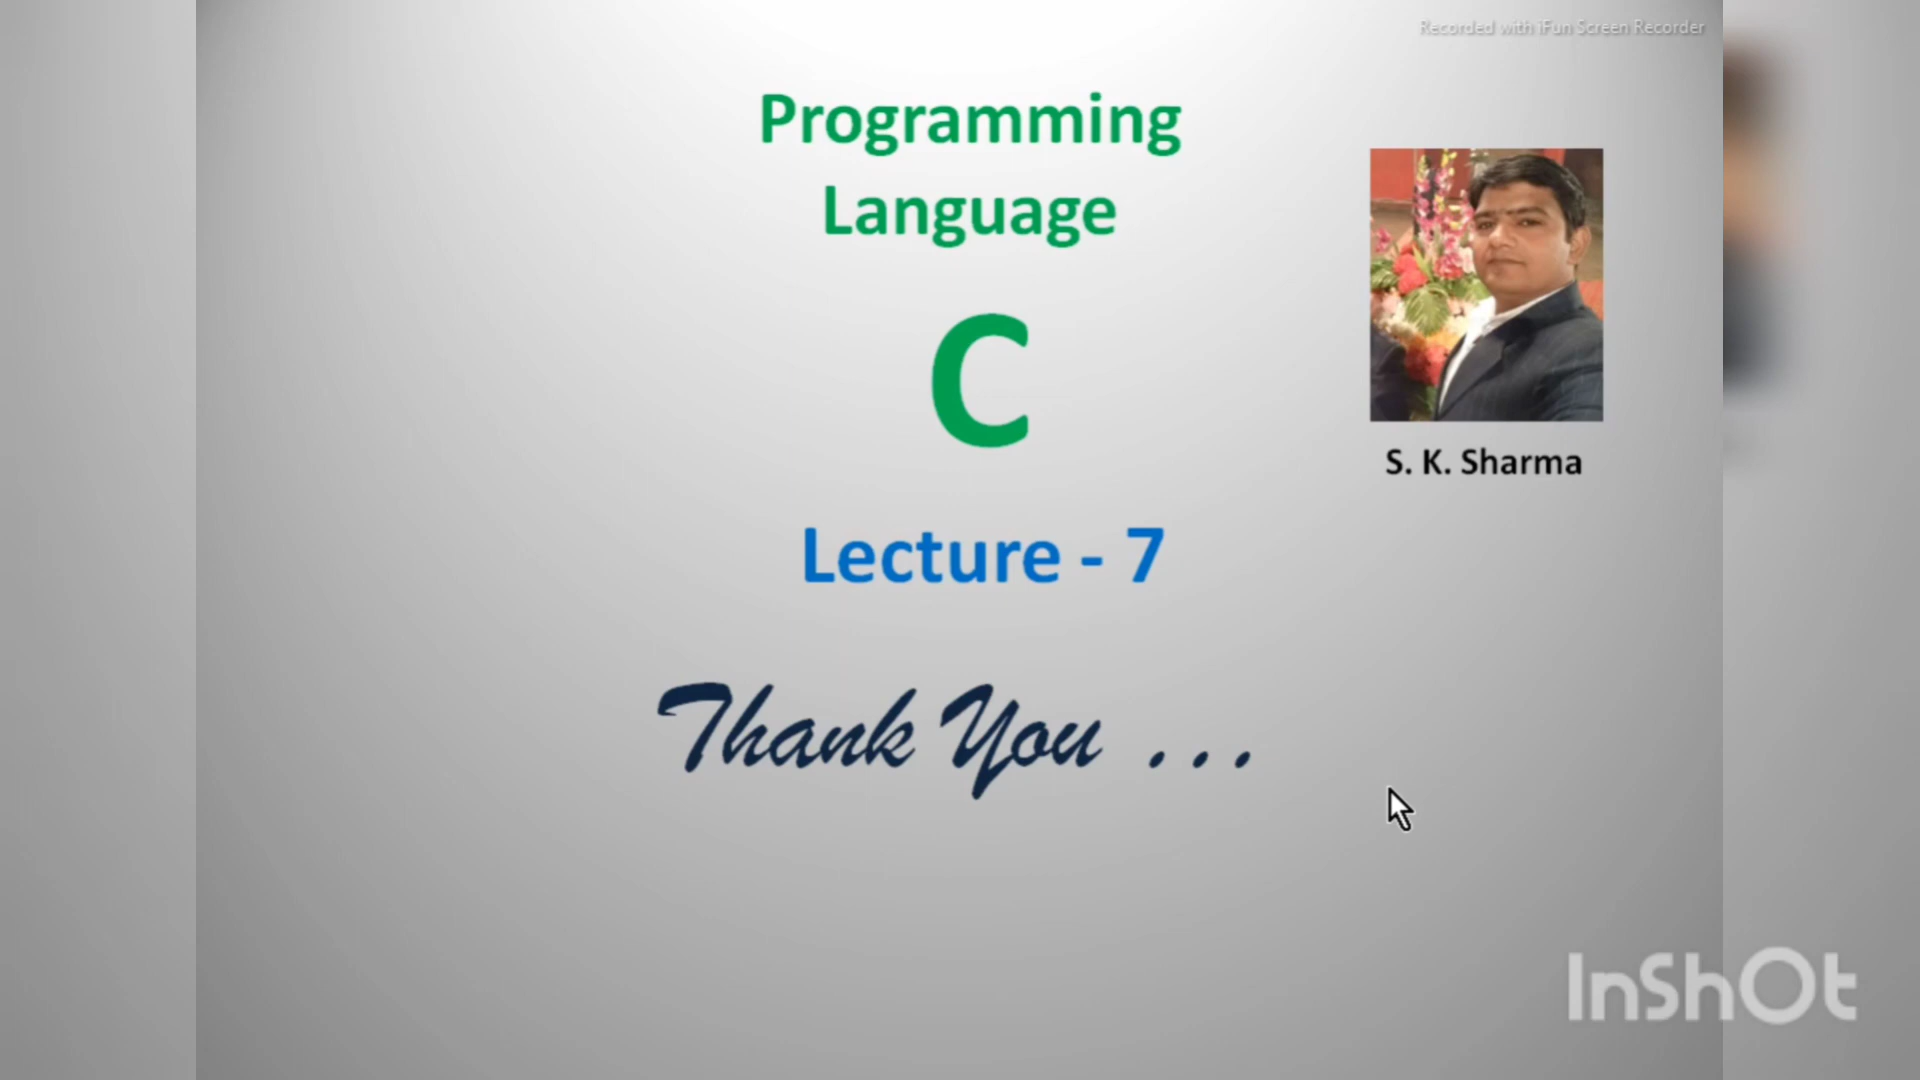 Recorded with iFun Screen Recorder
Programming
Language
C
S. K. Sharma
Lecture - 7
Thank You ...
InShOt